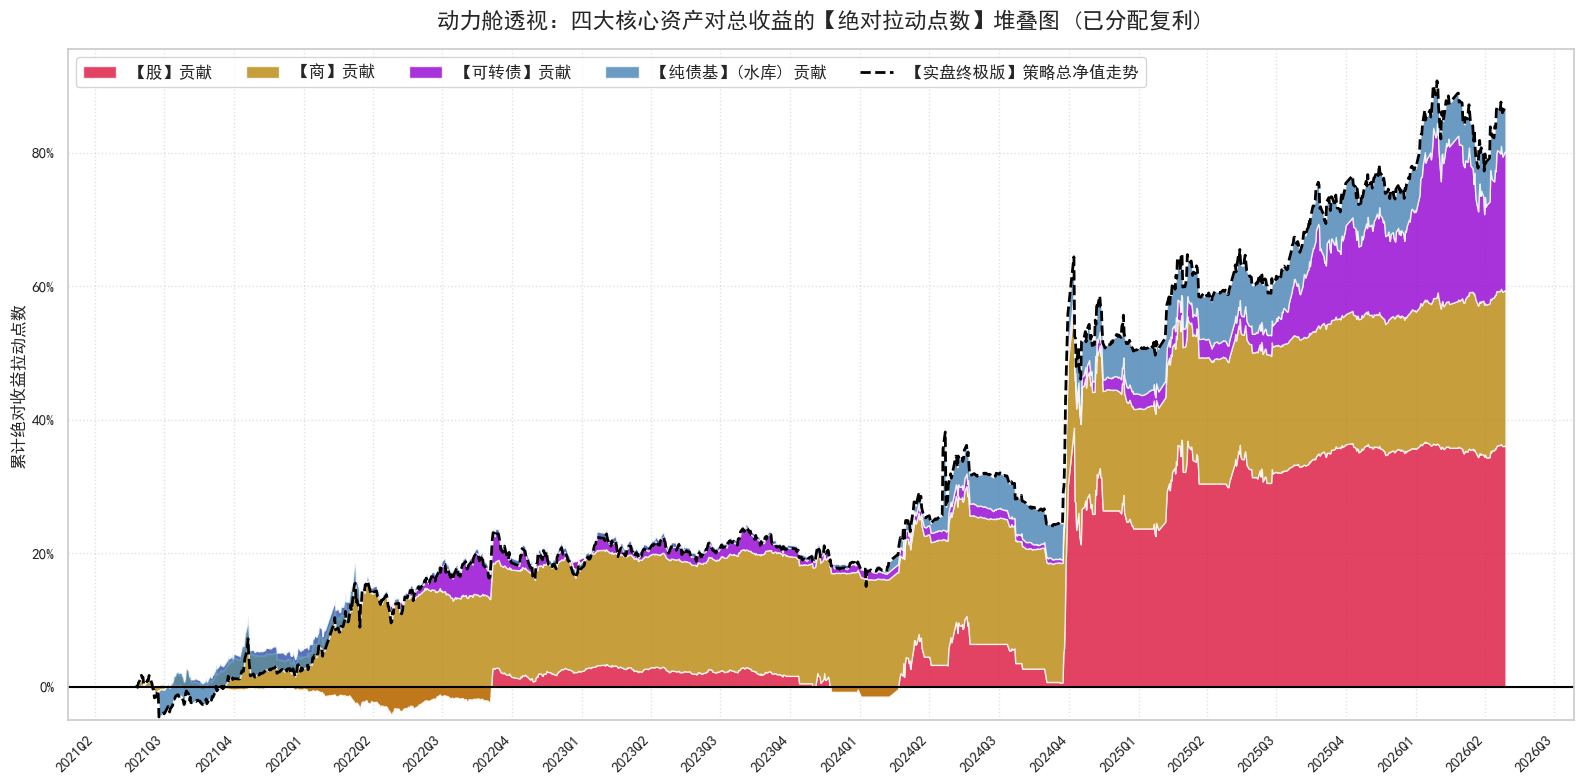 动力舱透视：四大核心资产对总收益的【绝对拉动点数】堆叠图 (已分配复利)
【股】贡献
【商】贡献
【可转债】贡献
【纯债基】(水库) 贡献
【实盘终极版】策略总净值走势
累计绝对收益拉动点数
80%
60%
40%
20%
0%
2021Q2
2021Q3
2021Q4
2022Q1
2022Q2
2022Q3
2022Q4
2023Q1
2023Q2
2023Q3
2023Q4
2024Q1
2024Q2
2024Q3
2024Q4
2025Q1
2025Q2
2025Q3
2025Q4
2026Q1
2026Q2
2026Q3